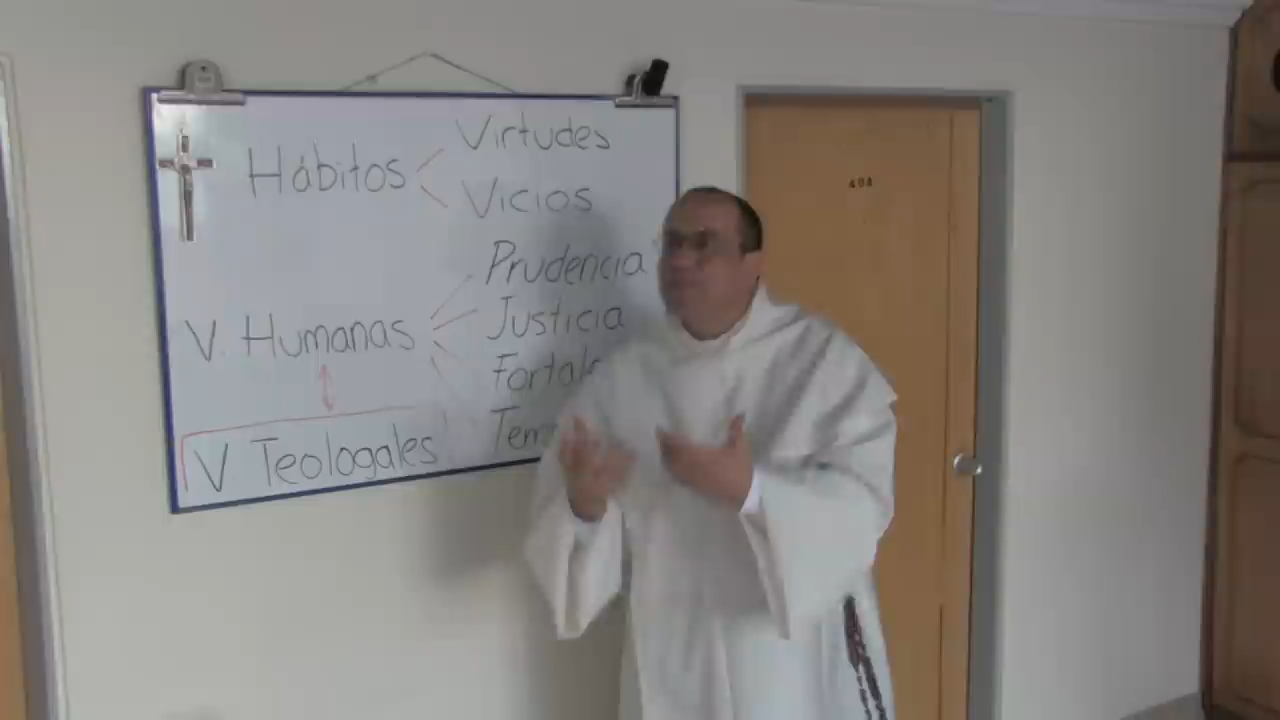 Hábitos
Virtudes
Vicios
V. Humanas
Prudencia
Justicia
V Teologales